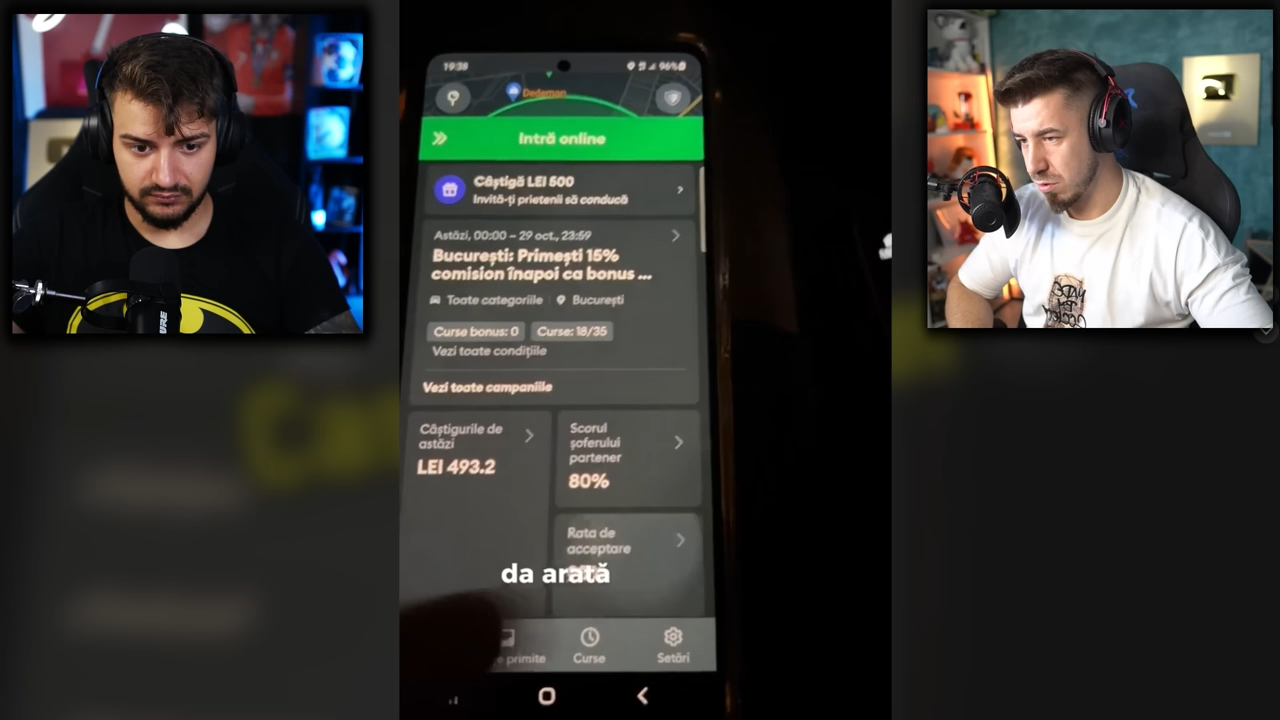 19:38
96%
Dedeman
Intră online
Câștigă LEI 500
Invită-ți prietenii să conducă
Astăzi, 00:00 – 29 oct., 23:59
București: Primești 15%
comision înapoi ca bonus ...
Toate categoriile
București
Curse bonus: 0
Curse: 18/35
Vezi toate condițiile
Vezi toate campaniile
Câștigurile de
astăzi
LEI 493.2
Scorul
șoferului
partener
80%
Rata de
acceptare
da arată
primite
Curse
Setări